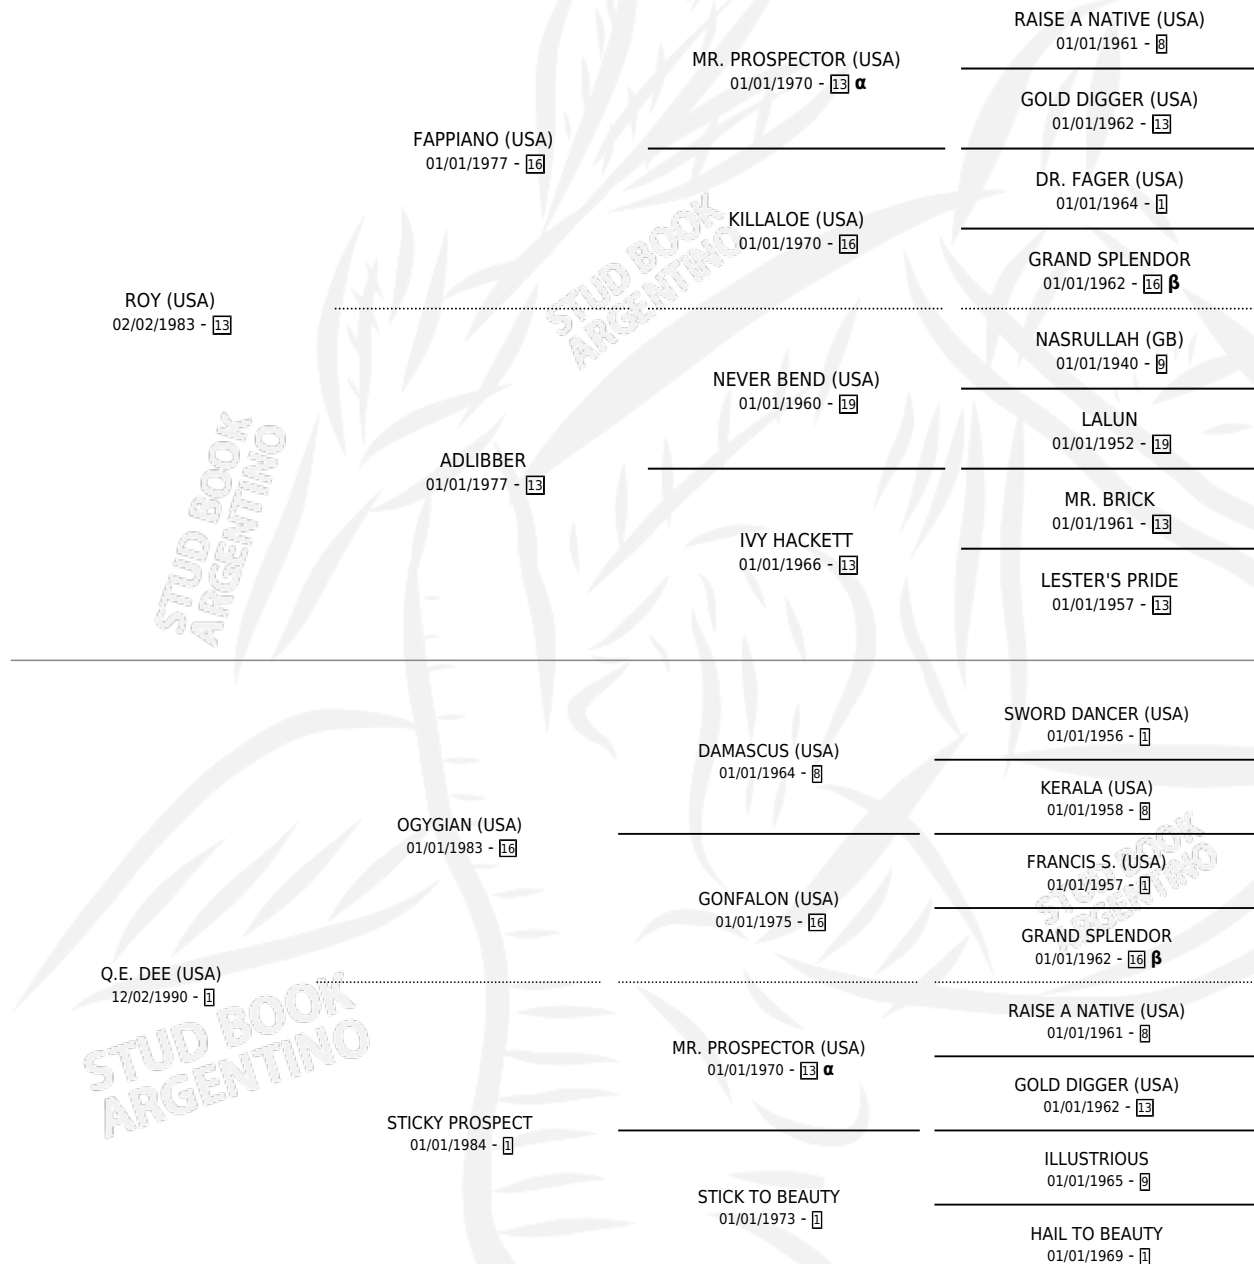 RAISE A NATIVE (USA)
01/01/1961 - 8
MR. PROSPECTOR (USA)
01/01/1970 - 13 α
GOLD DIGGER (USA)
01/01/1962 - 13
FAPPIANO (USA)
01/01/1977 - 16
DR. FAGER (USA)
01/01/1964 - 1
KILLALOE (USA)
01/01/1970 - 16
GRAND SPLENDOR
01/01/1962 - 16 β
ROY (USA)
02/02/1983 - 13
NASRULLAH (GB)
01/01/1940 - 9
NEVER BEND (USA)
01/01/1960 - 19
LALUN
01/01/1952 - 19
ADLIBBER
01/01/1977 - 13
MR. BRICK
01/01/1961 - 13
IVY HACKETT
01/01/1966 - 13
LESTER'S PRIDE
01/01/1957 - 13
SWORD DANCER (USA)
01/01/1956 - 1
DAMASCUS (USA)
01/01/1964 - 8
KERALA (USA)
01/01/1958 - 8
OGYGIAN (USA)
01/01/1983 - 16
FRANCIS S. (USA)
01/01/1957 - 1
GONFALON (USA)
01/01/1975 - 16
GRAND SPLENDOR
01/01/1962 - 16 β
Q.E. DEE (USA)
12/02/1990 - 1
RAISE A NATIVE (USA)
01/01/1961 - 8
MR. PROSPECTOR (USA)
01/01/1970 - 13 α
GOLD DIGGER (USA)
01/01/1962 - 13
STICKY PROSPECT
01/01/1984 - 1
ILLUSTRIOUS
01/01/1965 - 9
STICK TO BEAUTY
01/01/1973 - 1
HAIL TO BEAUTY
01/01/1969 - 1
STUD BOOK
ARGENTINO
STUD BOOK
ARGENTINO
STUD BOOK
ARGENTINO
STUD BOOK
ARGENTINO